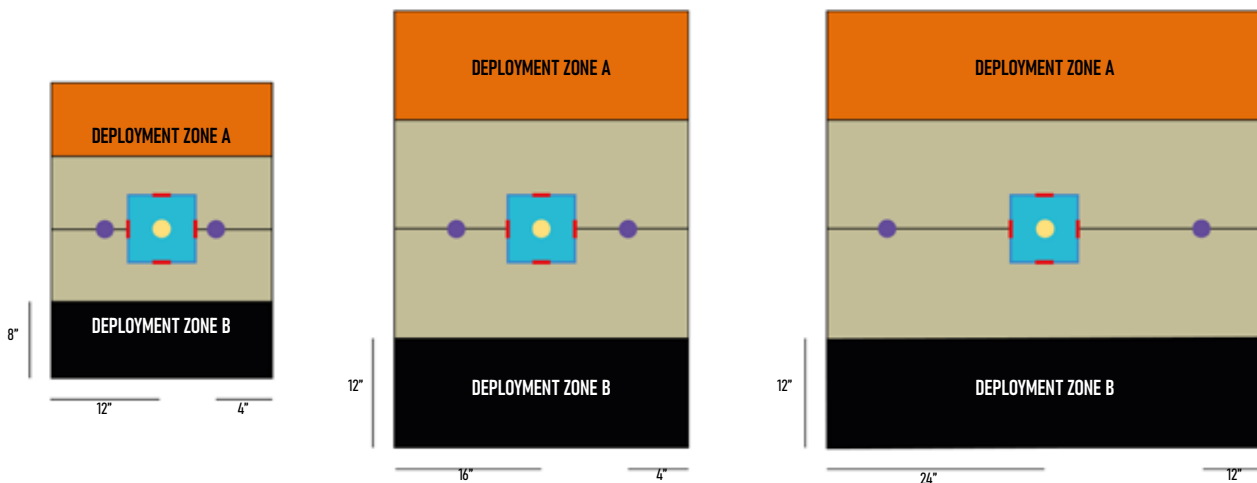 DEPLOYMENT ZONE A
DEPLOYMENT ZONE B
8"
12"
4"
DEPLOYMENT ZONE A
DEPLOYMENT ZONE B
12"
16"
4"
DEPLOYMENT ZONE A
DEPLOYMENT ZONE B
12"
24"
12"